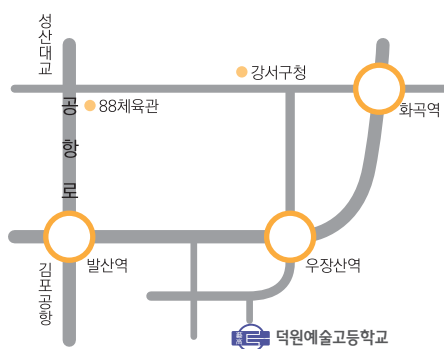 성산대교
강서구청
화곡역
88체육관
공항로
발산역
우장산역
김포공항
덕원예술고등학교